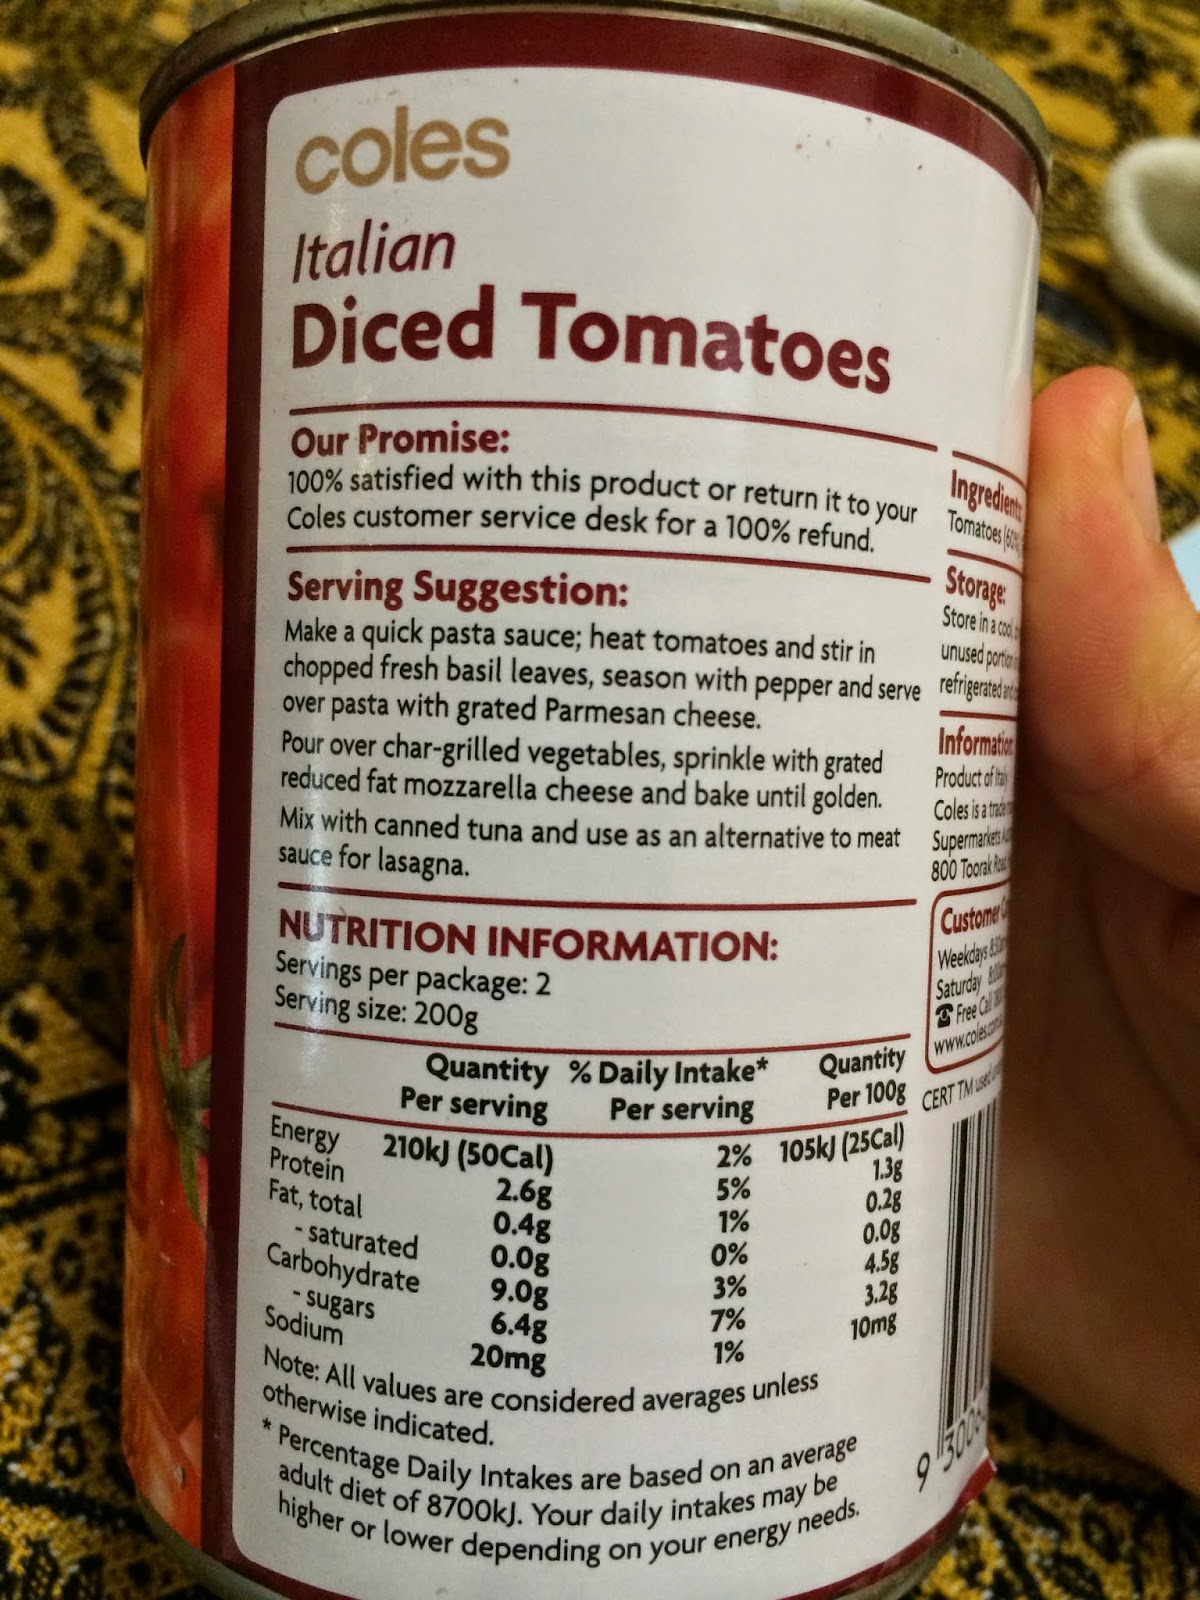 coles
Italian
Diced Tomatoes
Our Promise:
100% satisfied with this product or return it to your
Coles customer service desk for a 100% refund.
Serving Suggestion:
Make a quick pasta sauce; heat tomatoes and stir in
chopped fresh basil leaves, season with pepper and serve
over pasta with grated Parmesan cheese.
Pour over char-grilled vegetables, sprinkle with grated
reduced fat mozzarella cheese and bake until golden.
Mix with canned tuna and use as an alternative to meat
sauce for lasagna.
NUTRITION INFORMATION:
Servings per package: 2
Serving size: 200g
Quantity % Daily Intake* Quantity
Per serving Per serving Per 100g
Energy 210kJ (50Cal) 2% 105kJ (25Cal)
Protein 2.6g 5% 1.3g
Fat, total 0.4g 1% 0.2g
- saturated 0.0g 0% 0.0g
Carbohydrate 9.0g 3% 4.5g
- sugars 6.4g 7% 3.2g
Sodium 20mg 1% 10mg
Note: All values are considered averages unless
otherwise indicated.
* Percentage Daily Intakes are based on an average
adult diet of 8700kJ. Your daily intakes may be
higher or lower depending on your energy needs.
Tomatoes
Storage:
Store in a
unused
refrigerated
Product of
Coles is a
Supermarkets
800 Toorak
Customer
Weekdays
Saturday
Free Call
CERT TM used
9 300